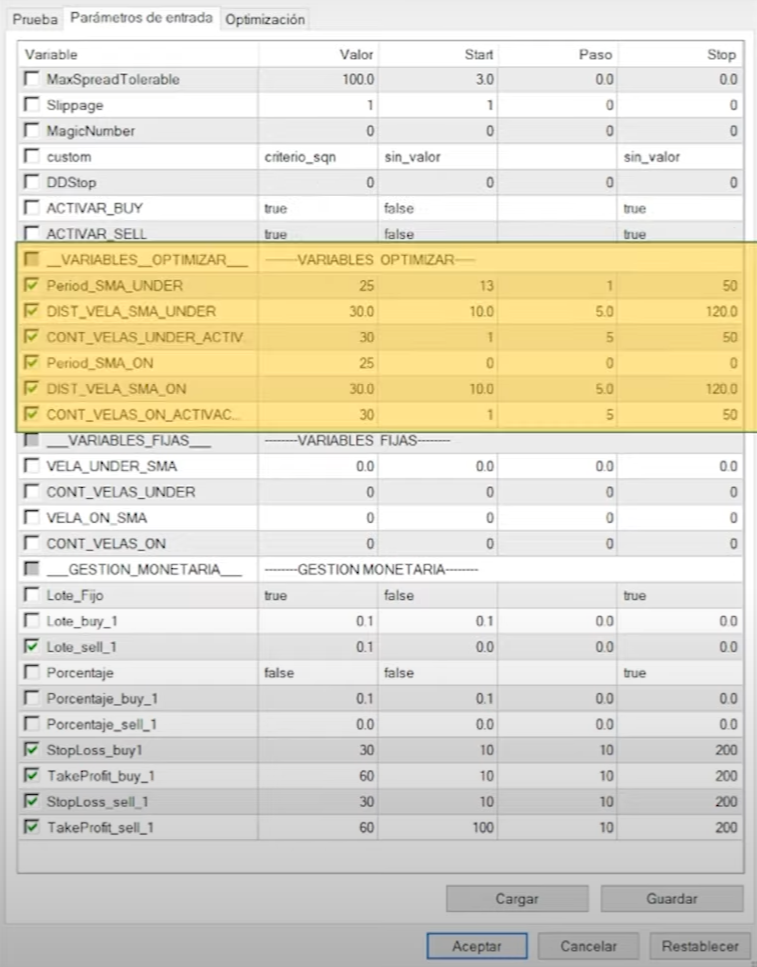 Prueba Parámetros de entrada Optimización
Variable Valor Start Paso Stop
MaxSpreadTolerable 100.0 3.0 0.0 0.0
Slippage 1 1 0 0
MagicNumber 0 0 0 0
custom criterio_sqn sin_valor sin_valor
DDStop 0 0 0 0
ACTIVAR_BUY true false true
ACTIVAR_SELL true false true
__VARIABLES__OPTIMIZAR___ -------VARIABLES OPTIMIZAR-----
Period_SMA_UNDER 25 13 1 50
DIST_VELA_SMA_UNDER 30.0 10.0 5.0 120.0
CONT_VELAS_UNDER_ACTIV... 30 1 5 50
Period_SMA_ON 25 0 0 0
DIST_VELA_SMA_ON 30.0 10.0 5.0 120.0
CONT_VELAS_ON_ACTIVAC... 30 1 5 50
___VARIABLES_FIJAS___ --------VARIABLES FIJAS--------
VELA_UNDER_SMA 0.0 0.0 0.0 0.0
CONT_VELAS_UNDER 0 0 0 0
VELA_ON_SMA 0 0 0 0
CONT_VELAS_ON 0 0 0 0
___GESTION_MONETARIA___ --------GESTION MONETARIA--------
Lote_Fijo true false true
Lote_buy_1 0.1 0.1 0.0 0.0
Lote_sell_1 0.1 0.0 0.0 0.0
Porcentaje false false true
Porcentaje_buy_1 0.1 0.1 0.0 0.0
Porcentaje_sell_1 0.0 0.0 0.0 0.0
StopLoss_buy1 30 10 10 200
TakeProfit_buy_1 60 10 10 200
StopLoss_sell_1 30 10 10 200
TakeProfit_sell_1 60 100 10 200
Cargar Guardar
Aceptar Cancelar Restablecer